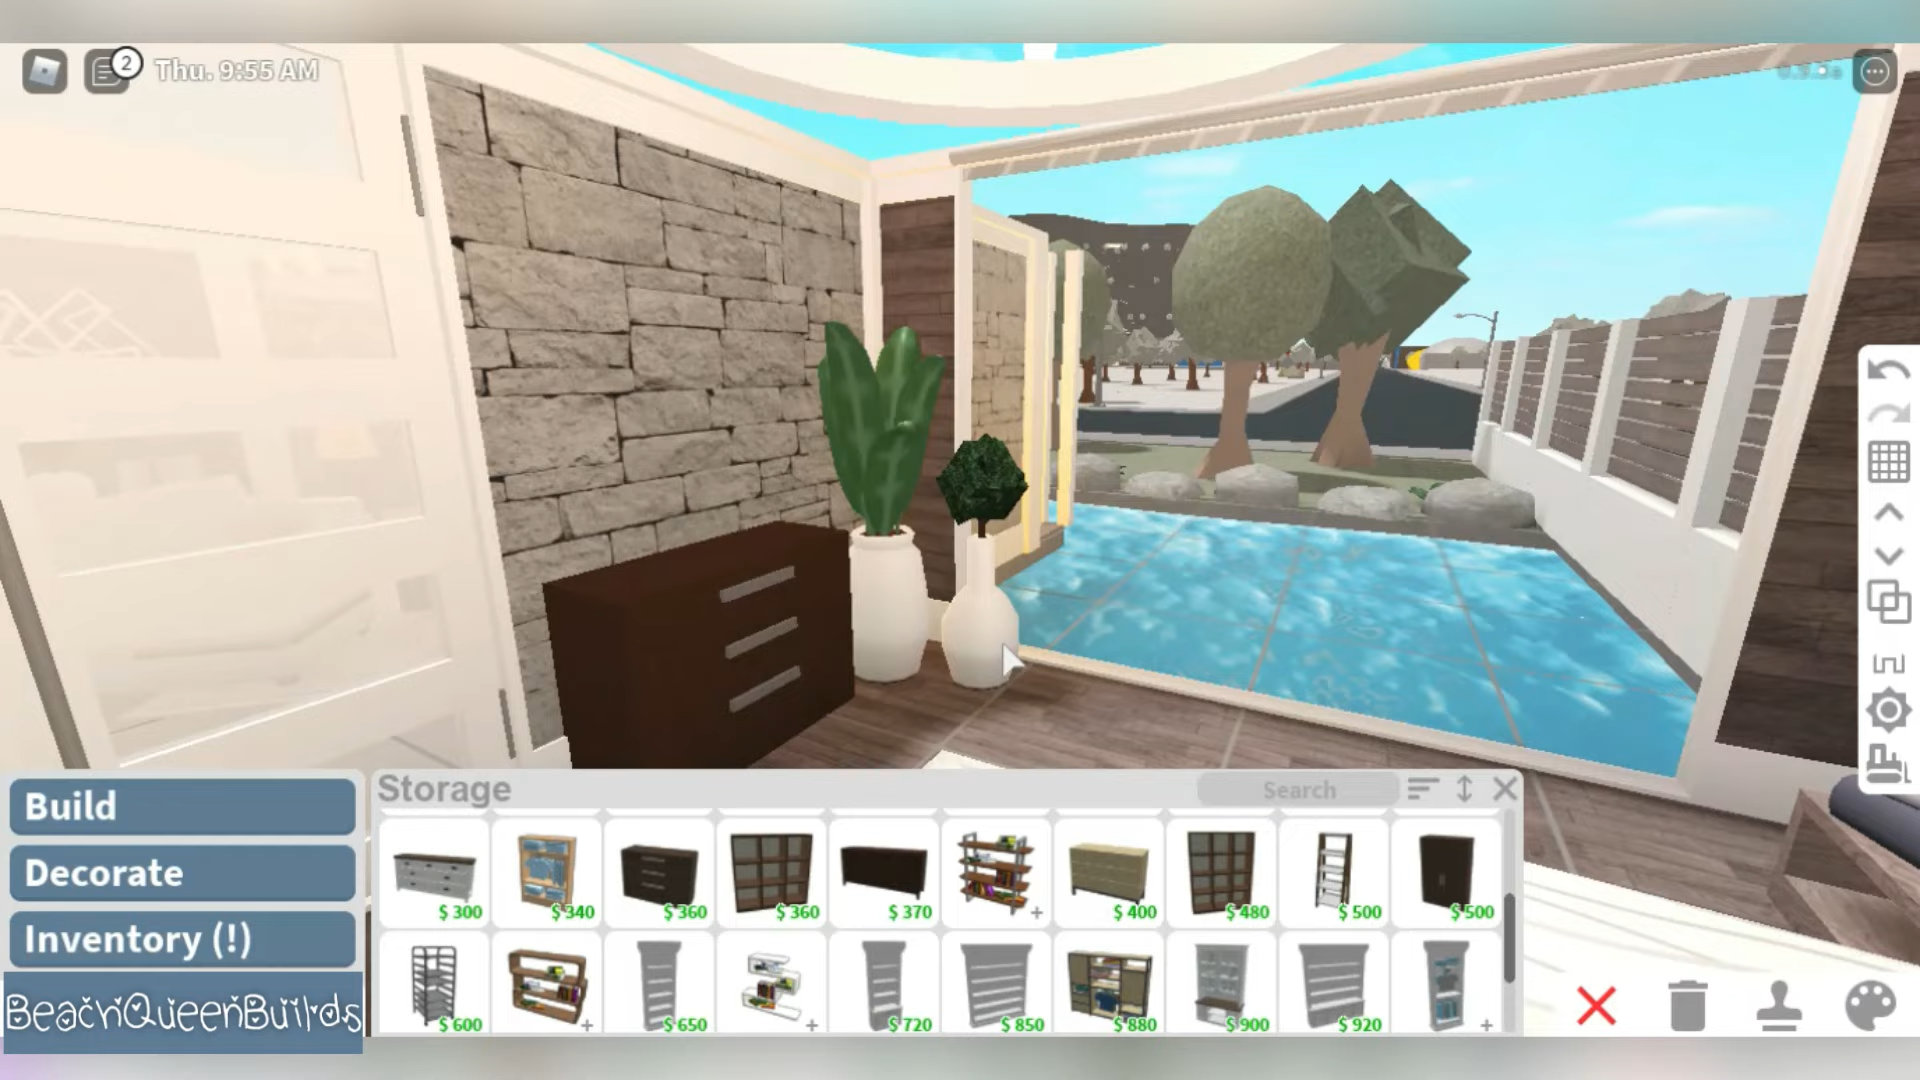 2
Thu. 9:55 AM
Build
Decorate
Inventory (!)
BeachQueenBuilds
Storage
Search
$ 300
$ 340
$ 360
$ 360
$ 370
$ 400
$ 480
$ 500
$ 500
$ 600
$ 650
$ 720
$ 850
$ 880
$ 900
$ 920